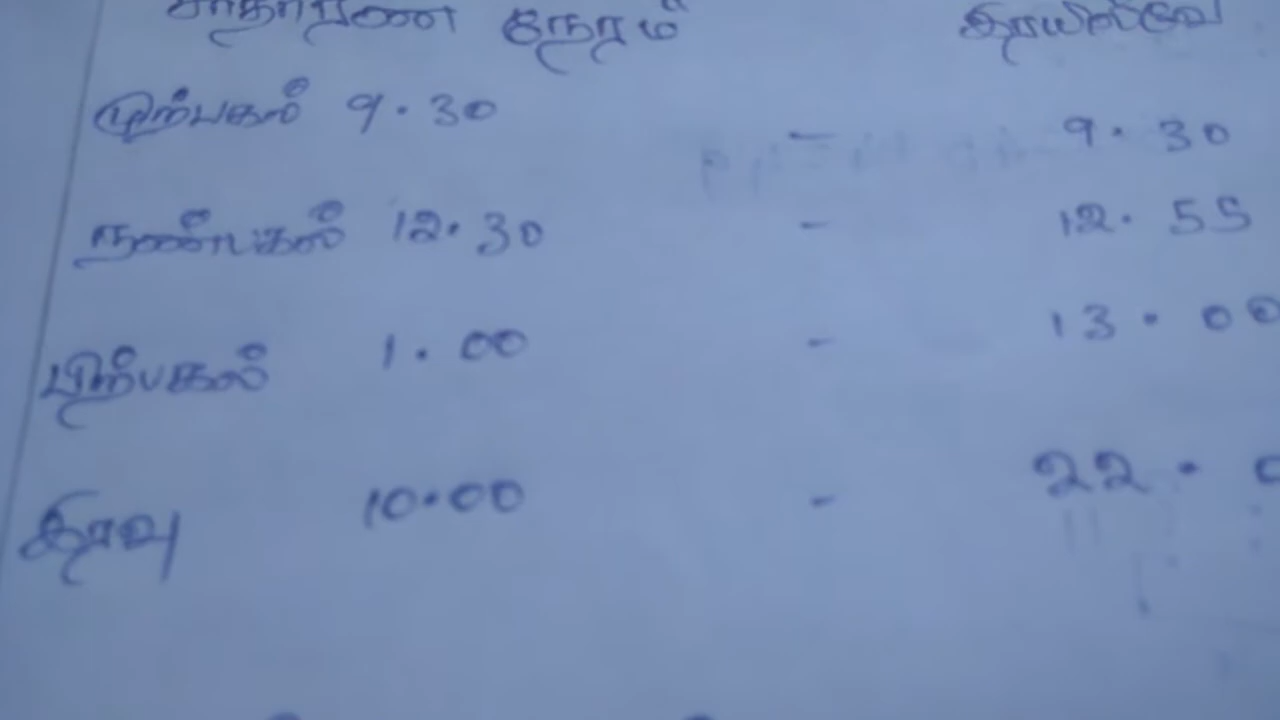 சாதாரண நேரம் இரயில்வே
முற்பகல் 9.30 - 9.30
நண்பகல் 12.30 - 12.55
பிற்பகல் 1.00 - 13.00
இரவு 10.00 - 22.0